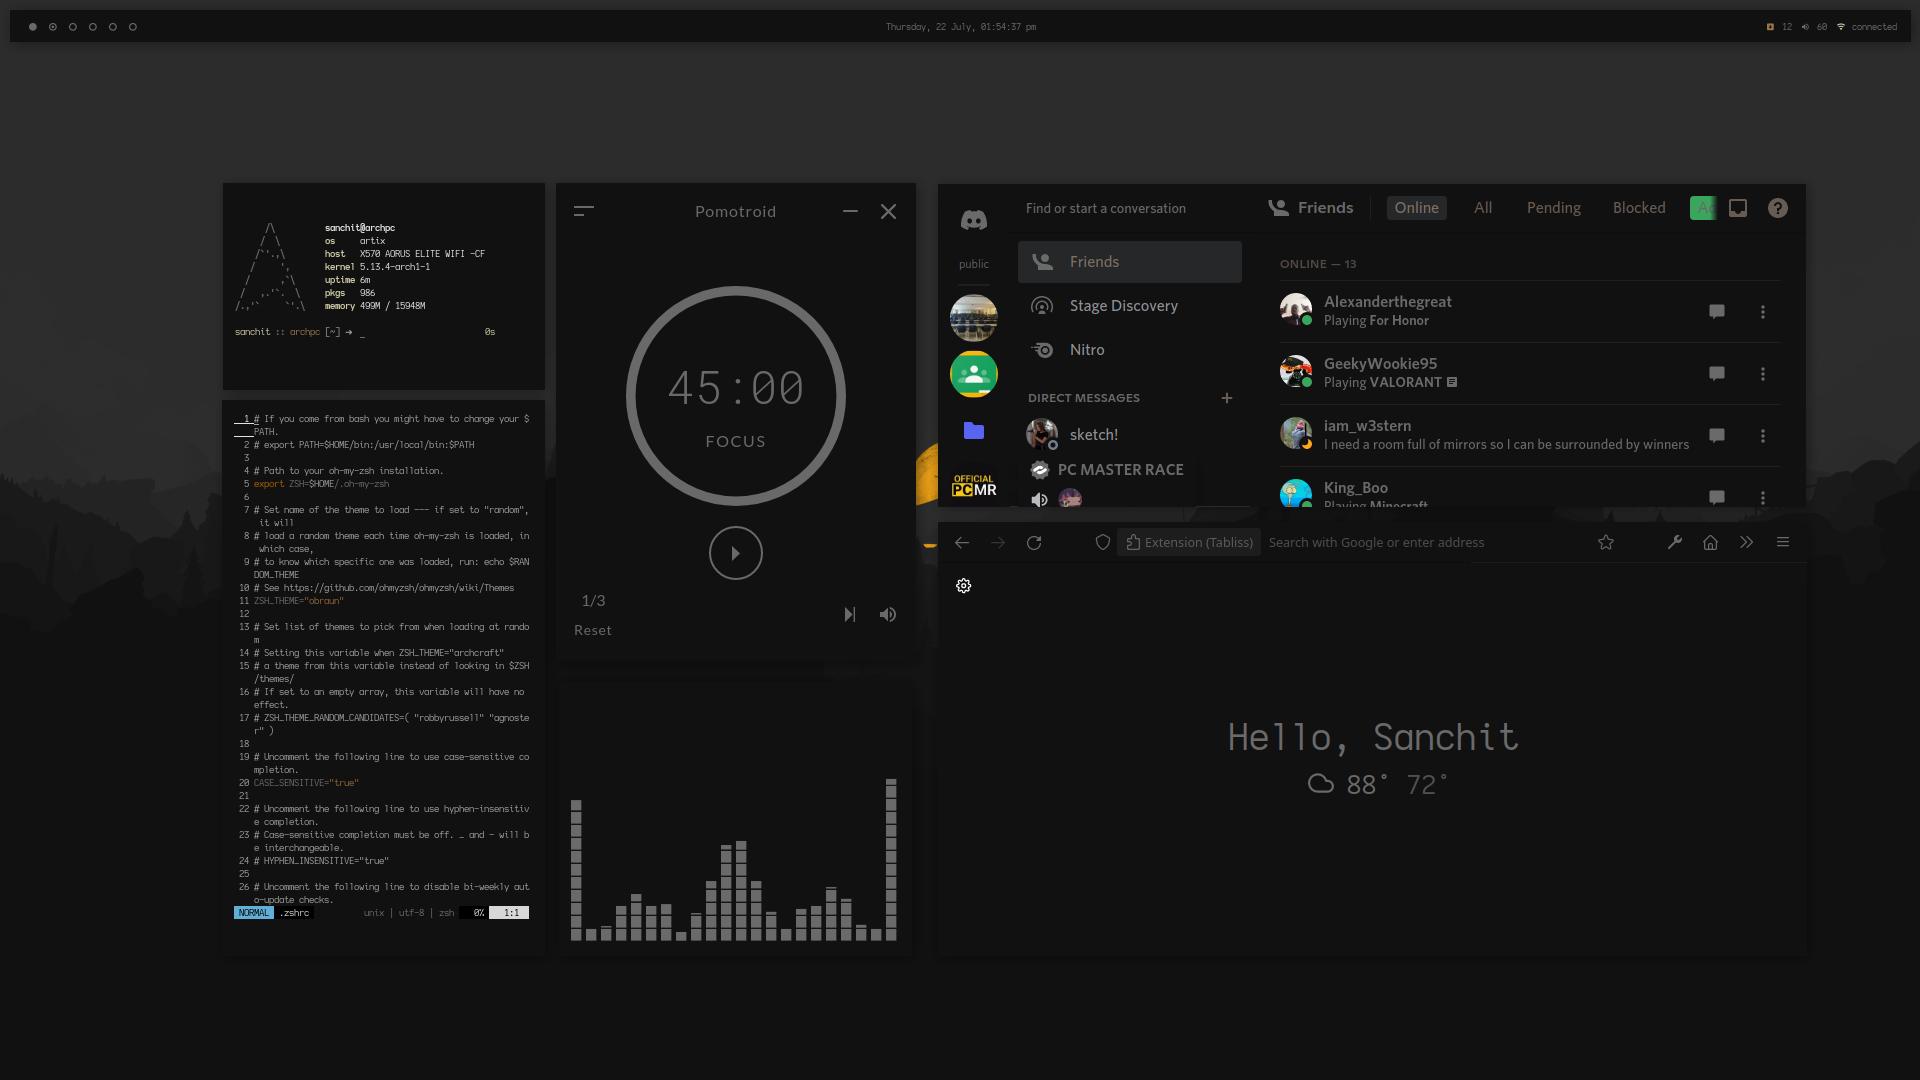 Thursday, 22 July, 01:54:37 pm
12
60
connected
sanchit@archpc
os artix
host X570 AORUS ELITE WIFI -CF
kernel 5.13.4-arch1-1
uptime 6m
pkgs 986
memory 499M / 15948M
sanchit :: archpc [~] → _ 0s
1 # If you come from bash you might have to change your $
PATH.
2 # export PATH=$HOME/bin:/usr/local/bin:$PATH
3
4 # Path to your oh-my-zsh installation.
5 export ZSH=$HOME/.oh-my-zsh
6
7 # Set name of the theme to load --- if set to "random",
it will
8 # load a random theme each time oh-my-zsh is loaded, in
which case,
9 # to know which specific one was loaded, run: echo $RAN
DOM_THEME
10 # See https://github.com/ohmyzsh/ohmyzsh/wiki/Themes
11 ZSH_THEME="obraun"
12
13 # Set list of themes to pick from when loading at rando
m
14 # Setting this variable when ZSH_THEME="archcraft"
15 # a theme from this variable instead of looking in $ZSH
/themes/
16 # If set to an empty array, this variable will have no
effect.
17 # ZSH_THEME_RANDOM_CANDIDATES=( "robbyrussell" "agnoste
r" )
18
19 # Uncomment the following line to use case-sensitive co
mpletion.
20 CASE_SENSITIVE="true"
21
22 # Uncomment the following line to use hyphen-insensitiv
e completion.
23 # Case-sensitive completion must be off. _ and - will b
e interchangeable.
24 # HYPHEN_INSENSITIVE="true"
25
26 # Uncomment the following line to disable bi-weekly aut
o-update checks.
NORMAL .zshrc unix | utf-8 | zsh 0% 1:1
Pomotroid
45:00
FOCUS
1/3
Reset
public
OFFICIAL
PCMR
Find or start a conversation
Friends
Stage Discovery
Nitro
DIRECT MESSAGES
sketch!
PC MASTER RACE
Friends Online All Pending Blocked
ONLINE — 13
Alexanderthegreat
Playing For Honor
GeekyWookie95
Playing VALORANT
iam_w3stern
I need a room full of mirrors so I can be surrounded by winners
King_Boo
Playing Minecraft
Extension (Tabliss) Search with Google or enter address
Hello, Sanchit
88° 72°